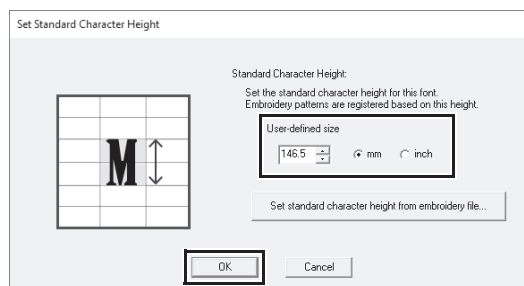 Set Standard Character Height
Standard Character Height:
Set the standard character height for this font.
Embroidery patterns are registered based on this height.
User-defined size
146.5
mm
inch
M
Set standard character height from embroidery file...
OK
Cancel